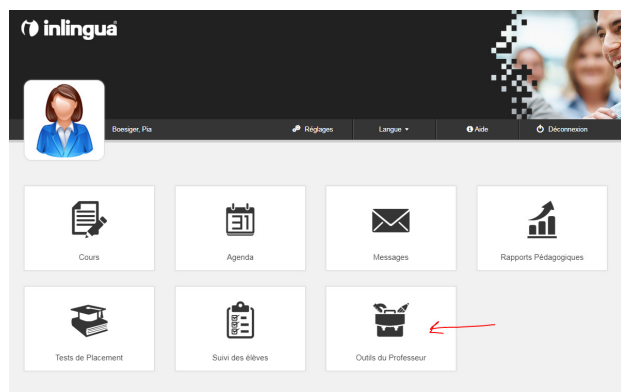 inlingua
Boesiger, Pia Réglages Langue Aide Déconnexion
31
Cours Agenda Messages Rapports Pédagogiques
Tests de Placement Suivi des élèves Outils du Professeur